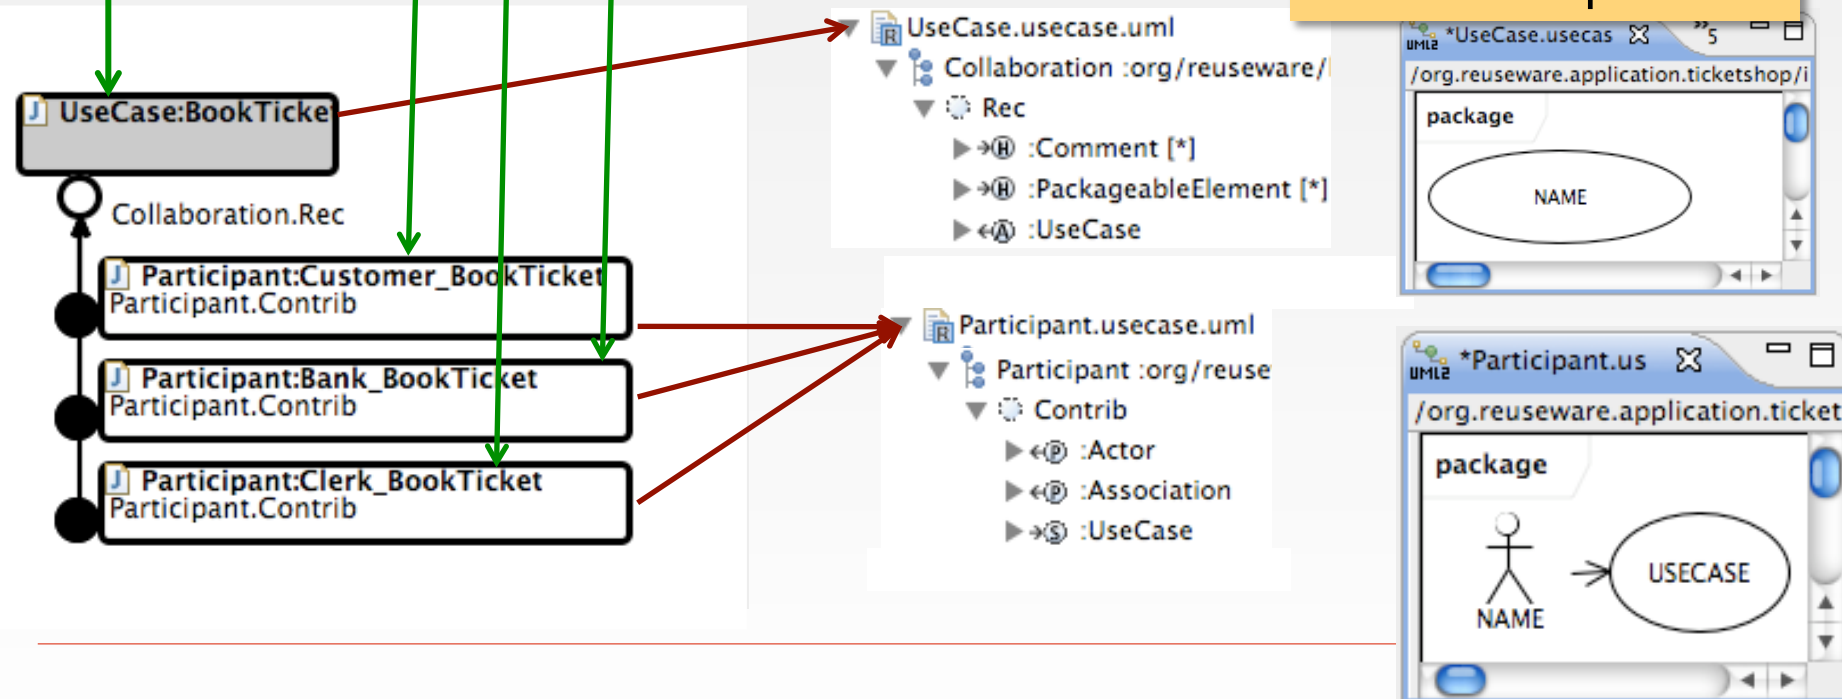 UseCase:BookTicke
Collaboration.Rec
Participant:Customer_BookTicket
Participant.Contrib
Participant:Bank_BookTicket
Participant.Contrib
Participant:Clerk_BookTicket
Participant.Contrib
UseCase.usecase.uml
Collaboration :org/reuseware/
Rec
:Comment [*]
:PackageableElement [*]
:UseCase
Participant.usecase.uml
Participant :org/reuse
Contrib
:Actor
:Association
:UseCase
*UseCase.usecas
5
/org.reuseware.application.ticketshop/i
package
NAME
*Participant.us
/org.reuseware.application.ticket
package
NAME
USECASE